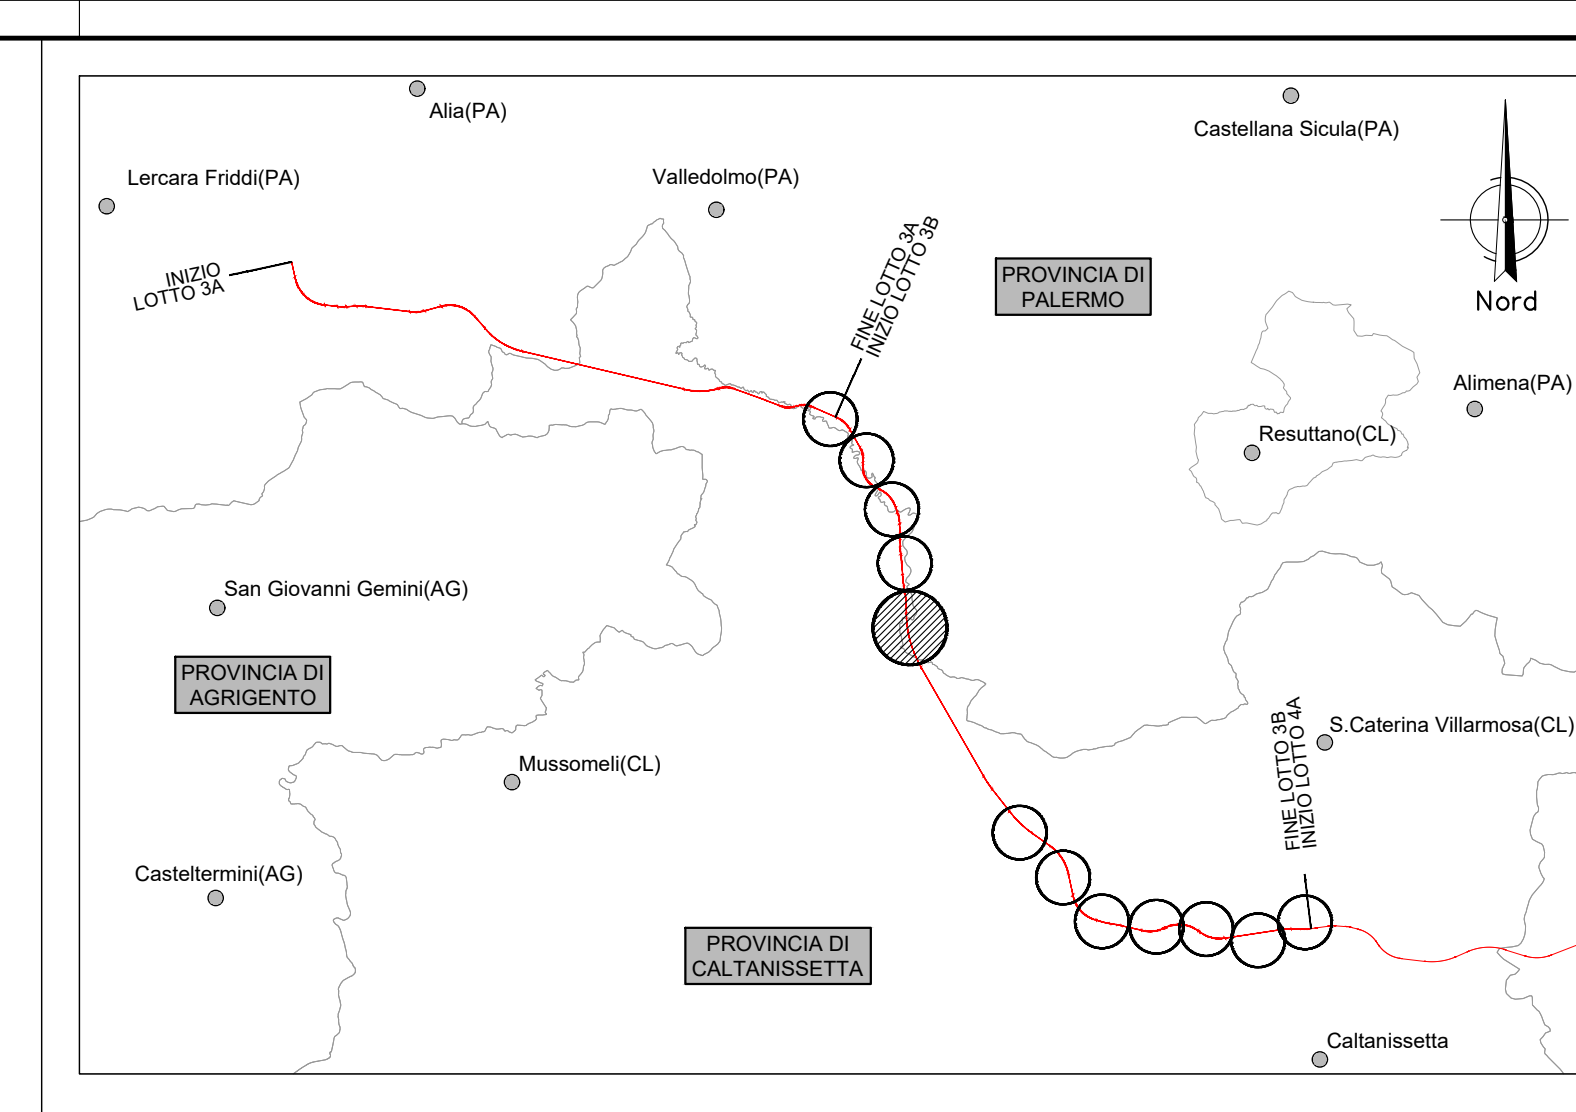 Alia(PA)
Castellana Sicula(PA)
Lercara Friddi(PA)
Valledolmo(PA)
INIZIO
LOTTO 3A
FINE LOTTO 3A
INIZIO LOTTO 3B
PROVINCIA DI
PALERMO
Nord
Alimena(PA)
Resuttano(CL)
San Giovanni Gemini(AG)
PROVINCIA DI
AGRIGENTO
FINE LOTTO 3B
INIZIO LOTTO 4A
S.Caterina Villarmosa(CL)
Mussomeli(CL)
Casteltermini(AG)
PROVINCIA DI
CALTANISSETTA
Caltanissetta